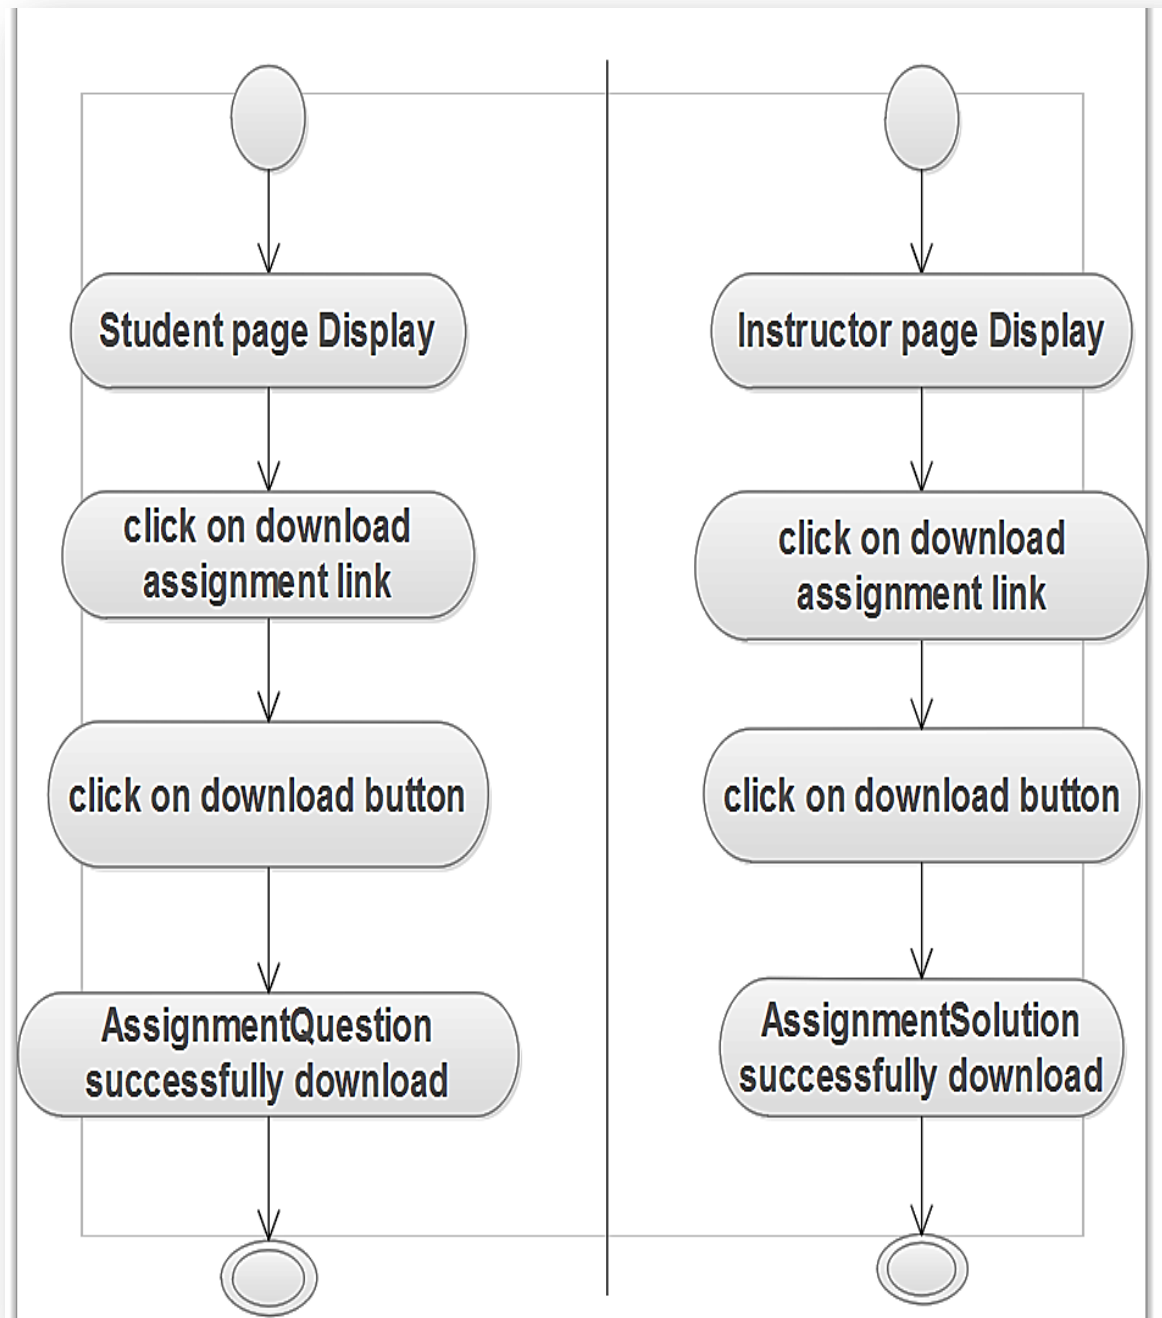 Student page Display
click on download
assignment link
click on download button
AssignmentQuestion
successfully download
Instructor page Display
click on download
assignment link
click on download button
AssignmentSolution
successfully download